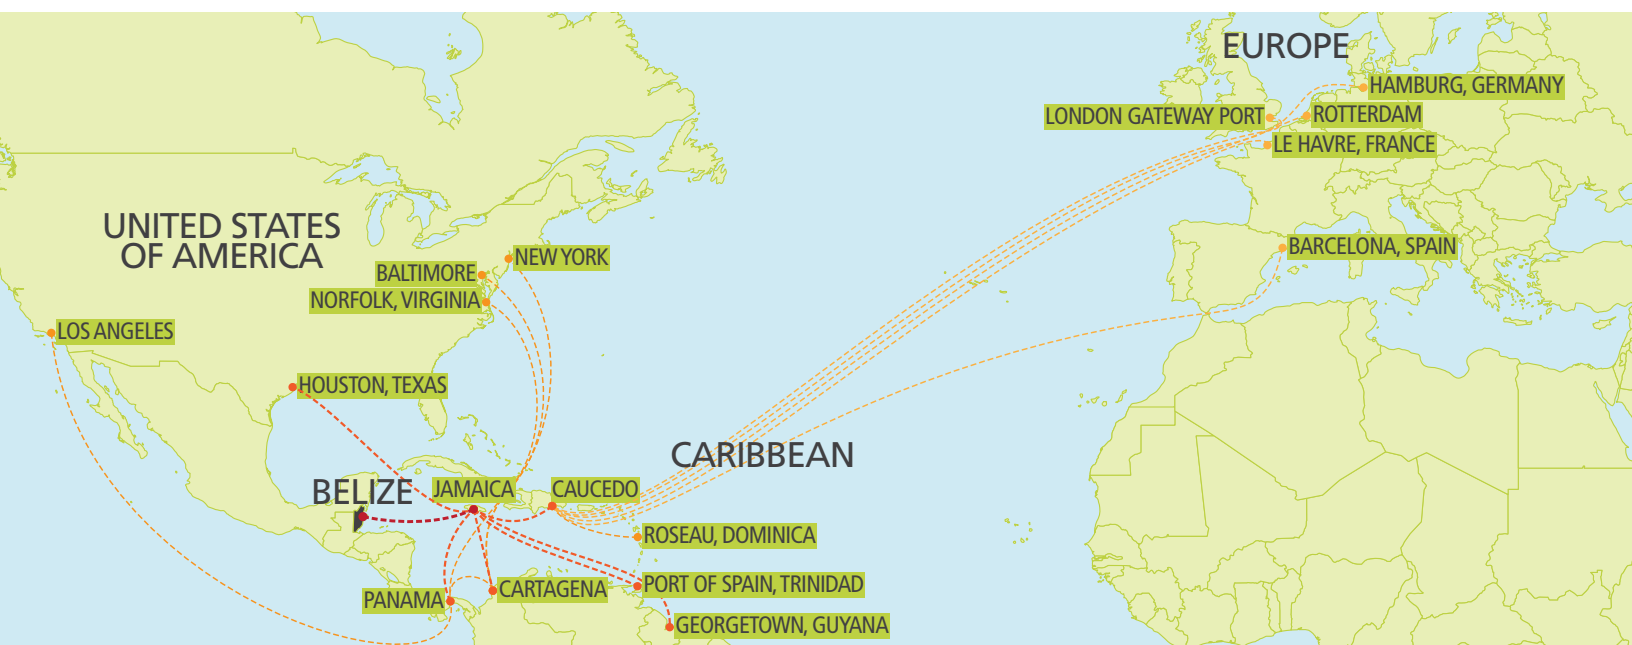 EUROPE
HAMBURG, GERMANY
LONDON GATEWAY PORT
ROTTERDAM
LE HAVRE, FRANCE
UNITED STATES
OF AMERICA
BARCELONA, SPAIN
NEW YORK
BALTIMORE
NORFOLK, VIRGINIA
LOS ANGELES
HOUSTON, TEXAS
CARIBBEAN
BELIZE
JAMAICA
CAUCEDO
ROSEAU, DOMINICA
PORT OF SPAIN, TRINIDAD
CARTAGENA
PANAMA
GEORGETOWN, GUYANA